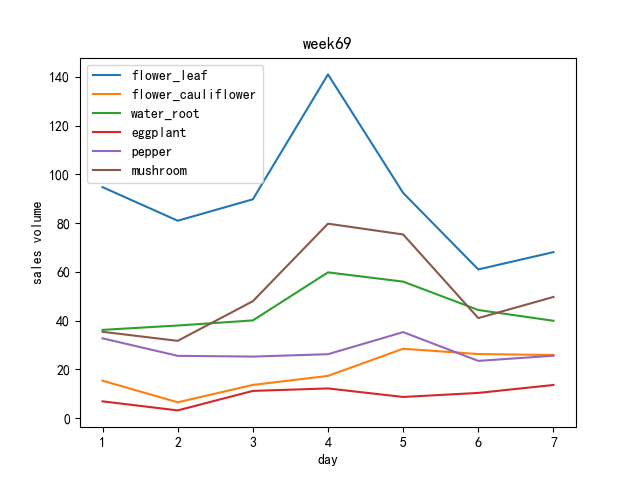 week69
flower_leaf
flower_cauliflower
water_root
eggplant
pepper
mushroom
sales volume
140
120
100
80
60
40
20
0
1 2 3 4 5 6 7
day